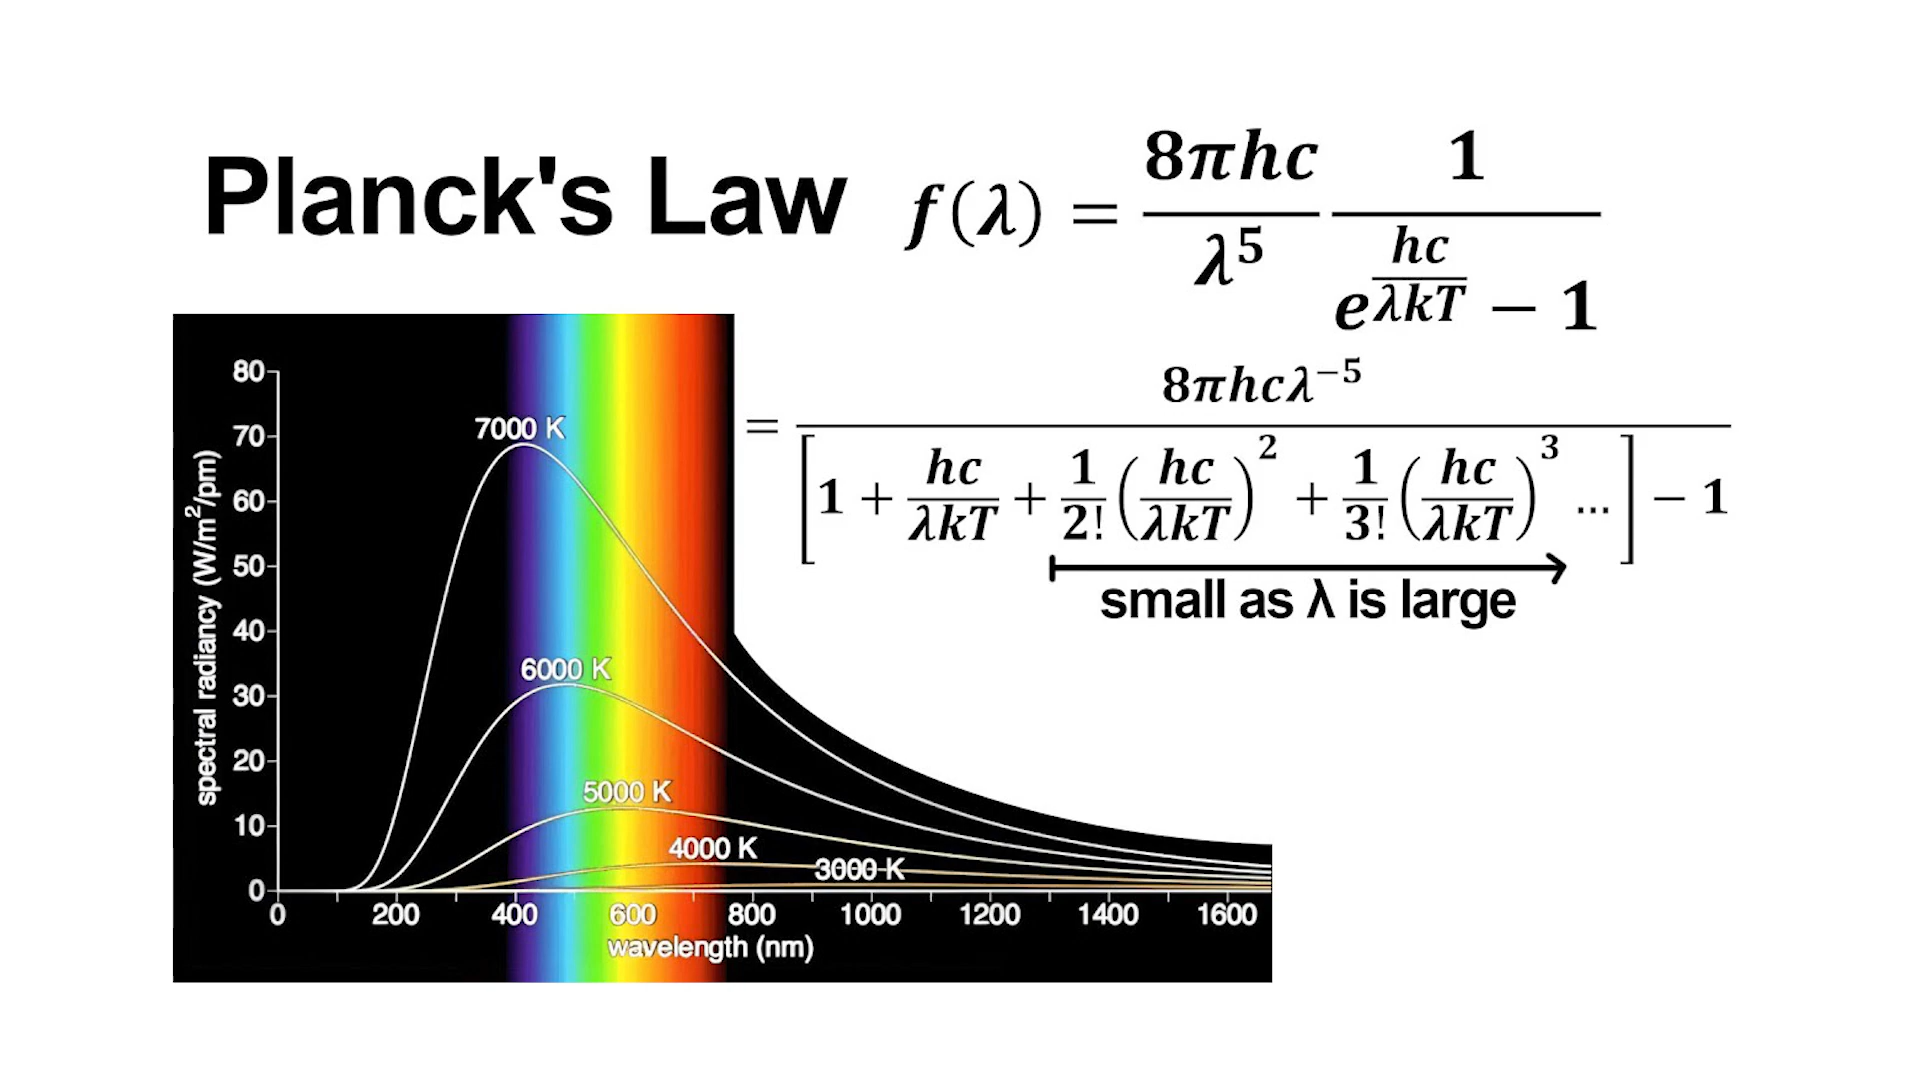 Planck's Law
f(λ) = 8πhc/λ⁵ 1/(e^(hc/λkT) − 1)
= 8πhcλ⁻⁵/([1 + hc/λkT + 1/2!(hc/λkT)² + 1/3!(hc/λkT)³ ...] − 1)
small as λ is large
spectral radiancy (W/m²/pm)
80
70
60
50
40
30
20
10
0
7000 K
6000 K
5000 K
4000 K
3000 K
0 200 400 600 800 1000 1200 1400 1600
wavelength (nm)